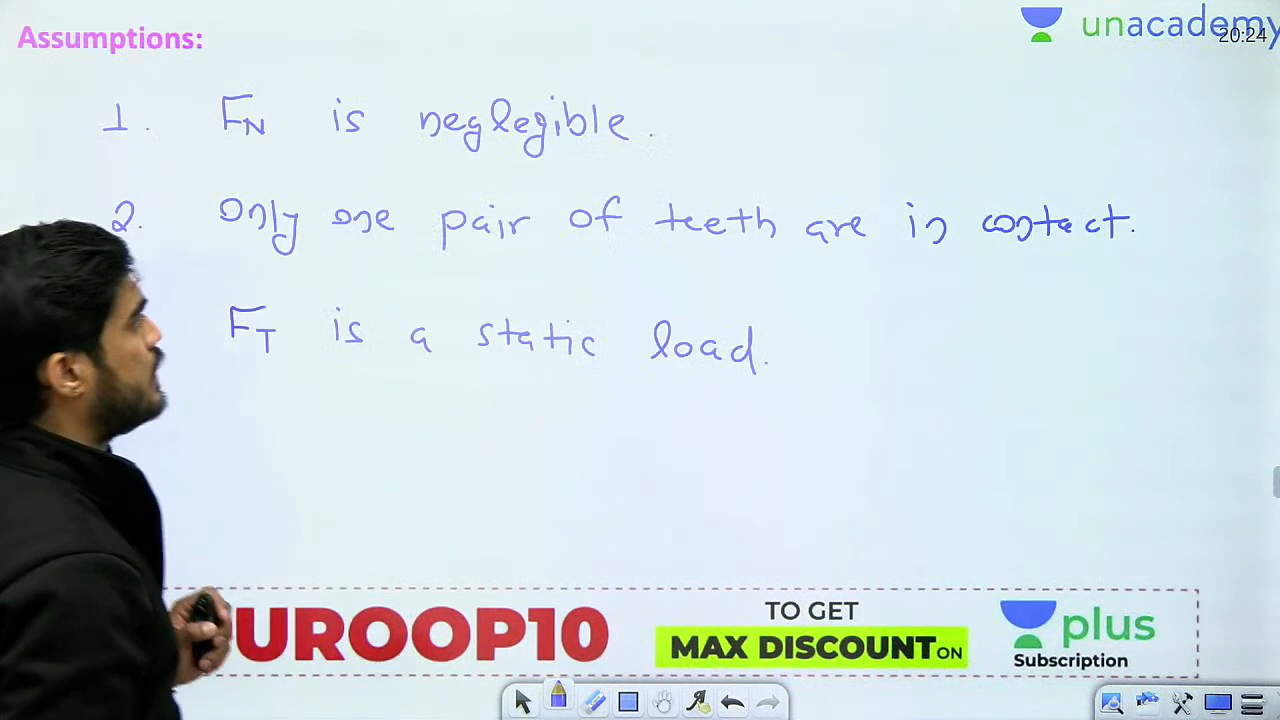 Assumptions:
unacademy
20:24
1. FN is neglegible.
2. Only one pair of teeth are in contact.
FT is a static load.
UROOP10
TO GET
MAX DISCOUNT ON
plus
Subscription